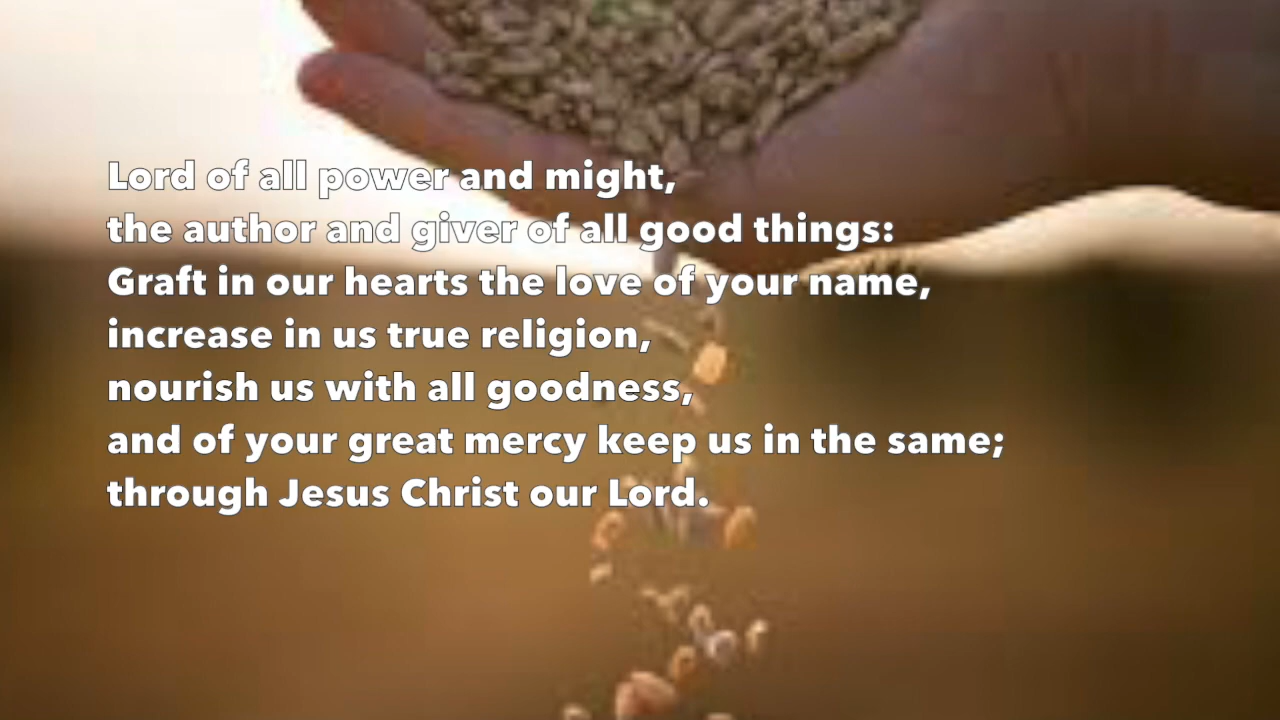 Lord of all power and might,
the author and giver of all good things:
Graft in our hearts the love of your name,
increase in us true religion,
nourish us with all goodness,
and of your great mercy keep us in the same;
through Jesus Christ our Lord.